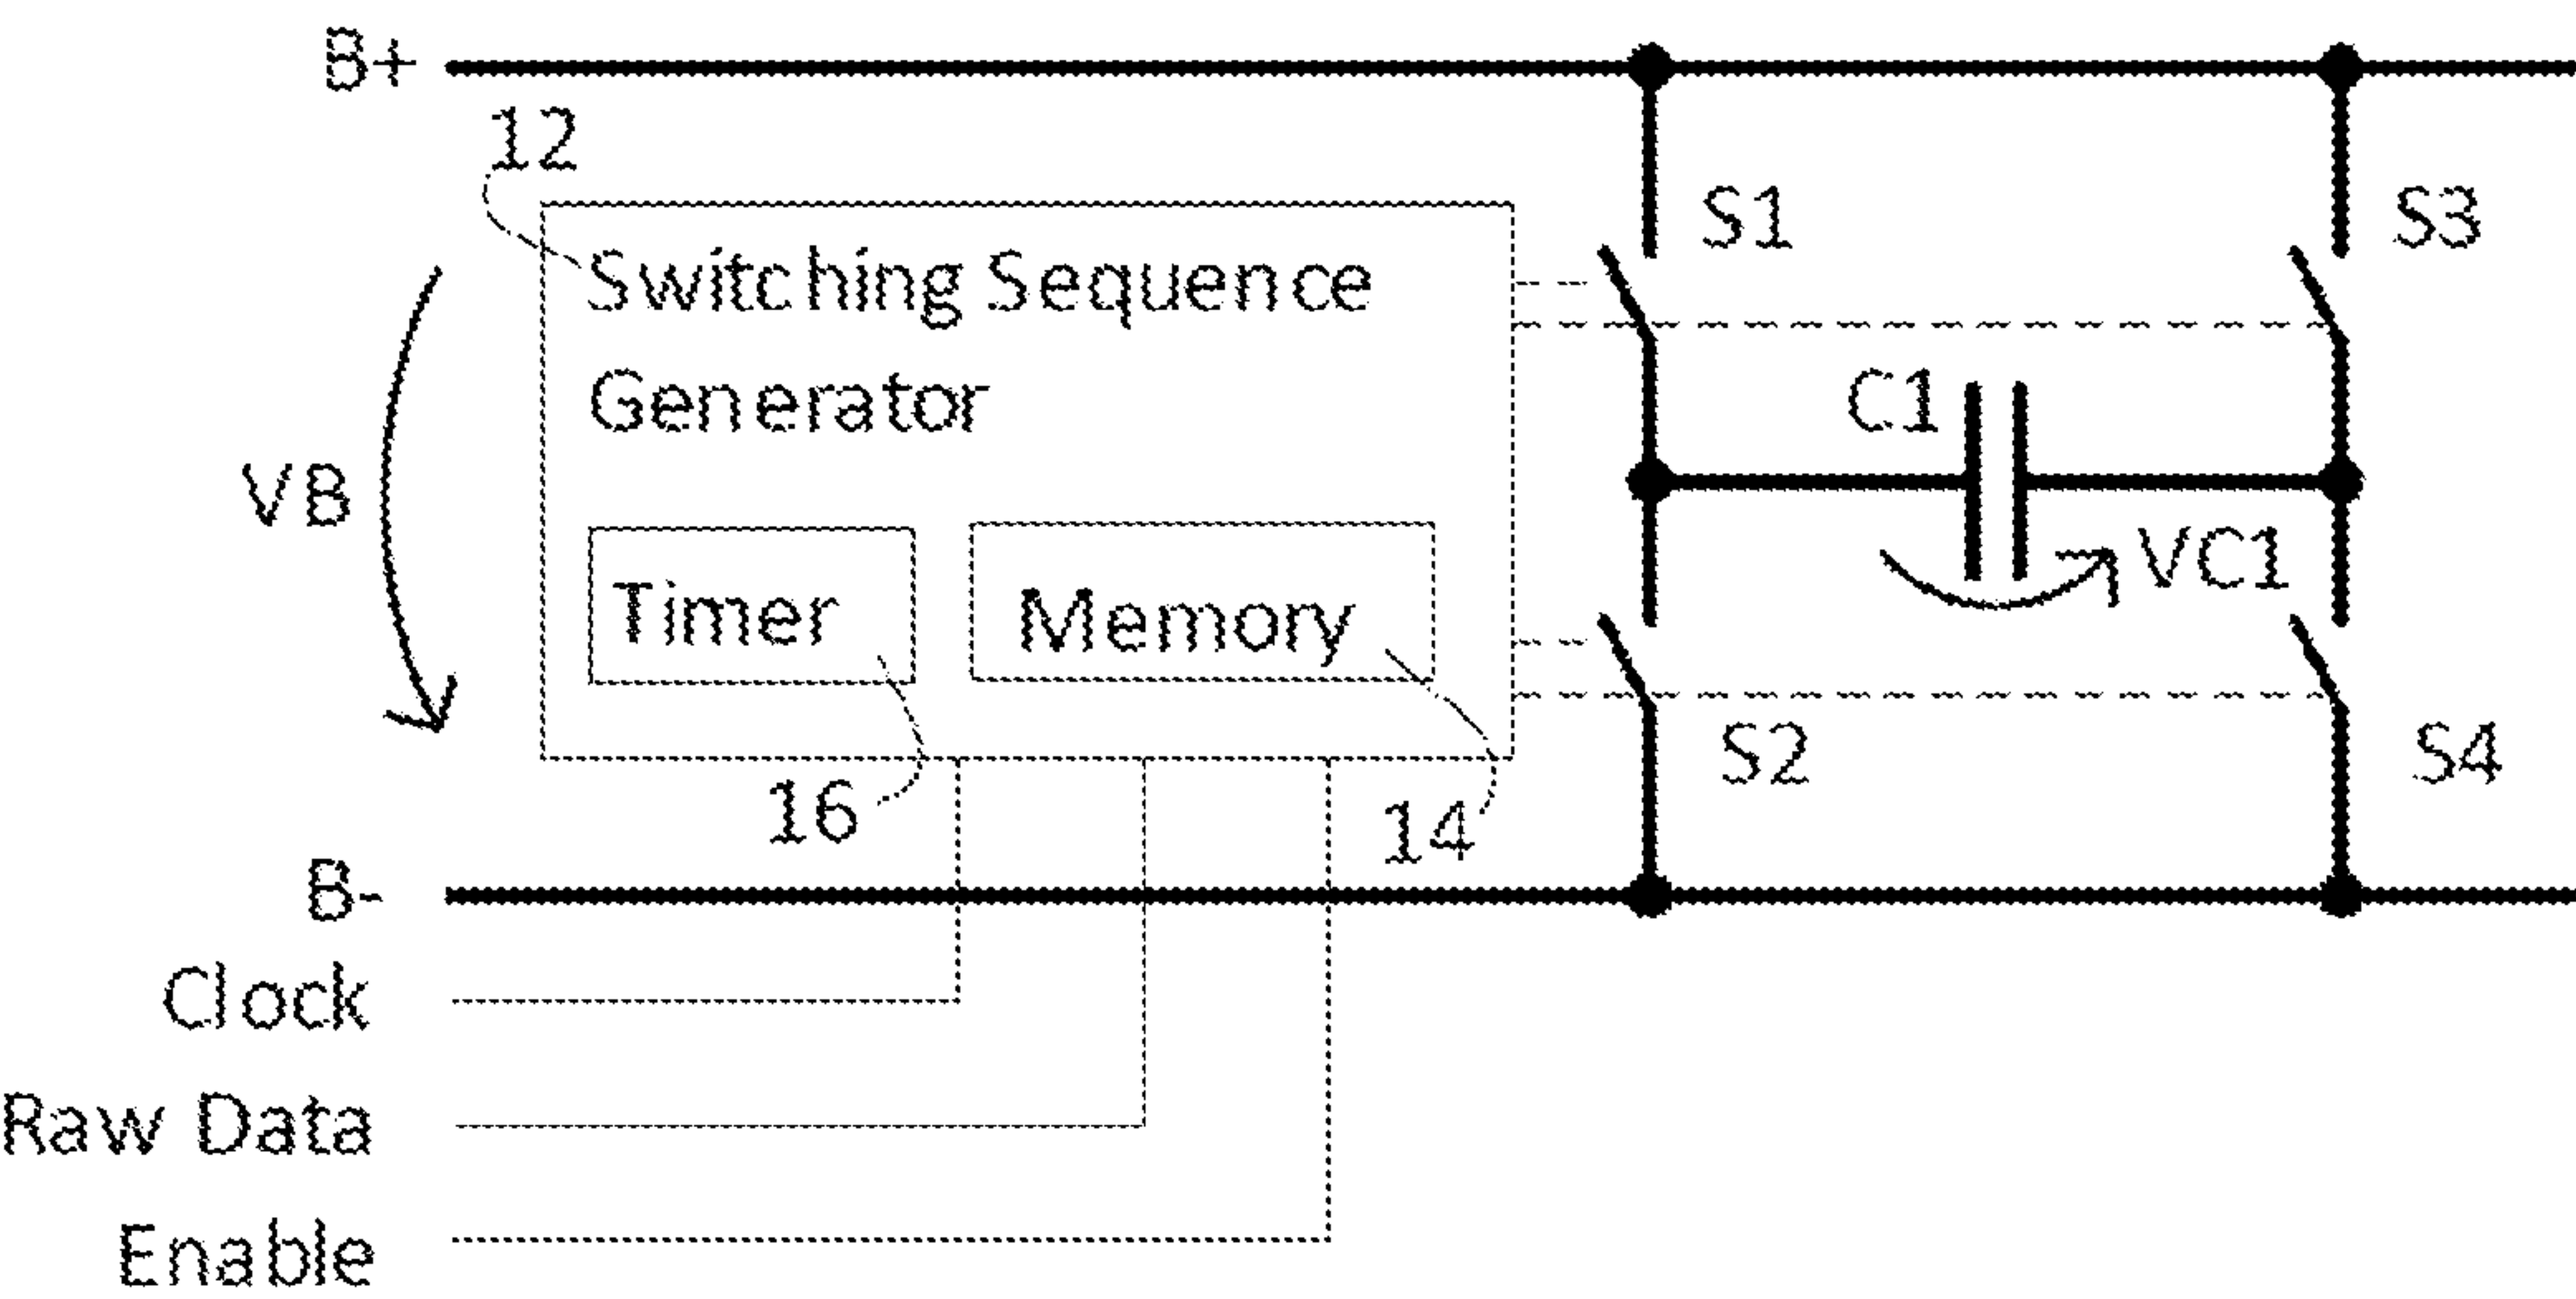 B+
12
S1
S3
Switching Sequence
Generator
C1
VB
VC1
Timer
Memory
S2
S4
16
14
B-
Clock
Raw Data
Enable